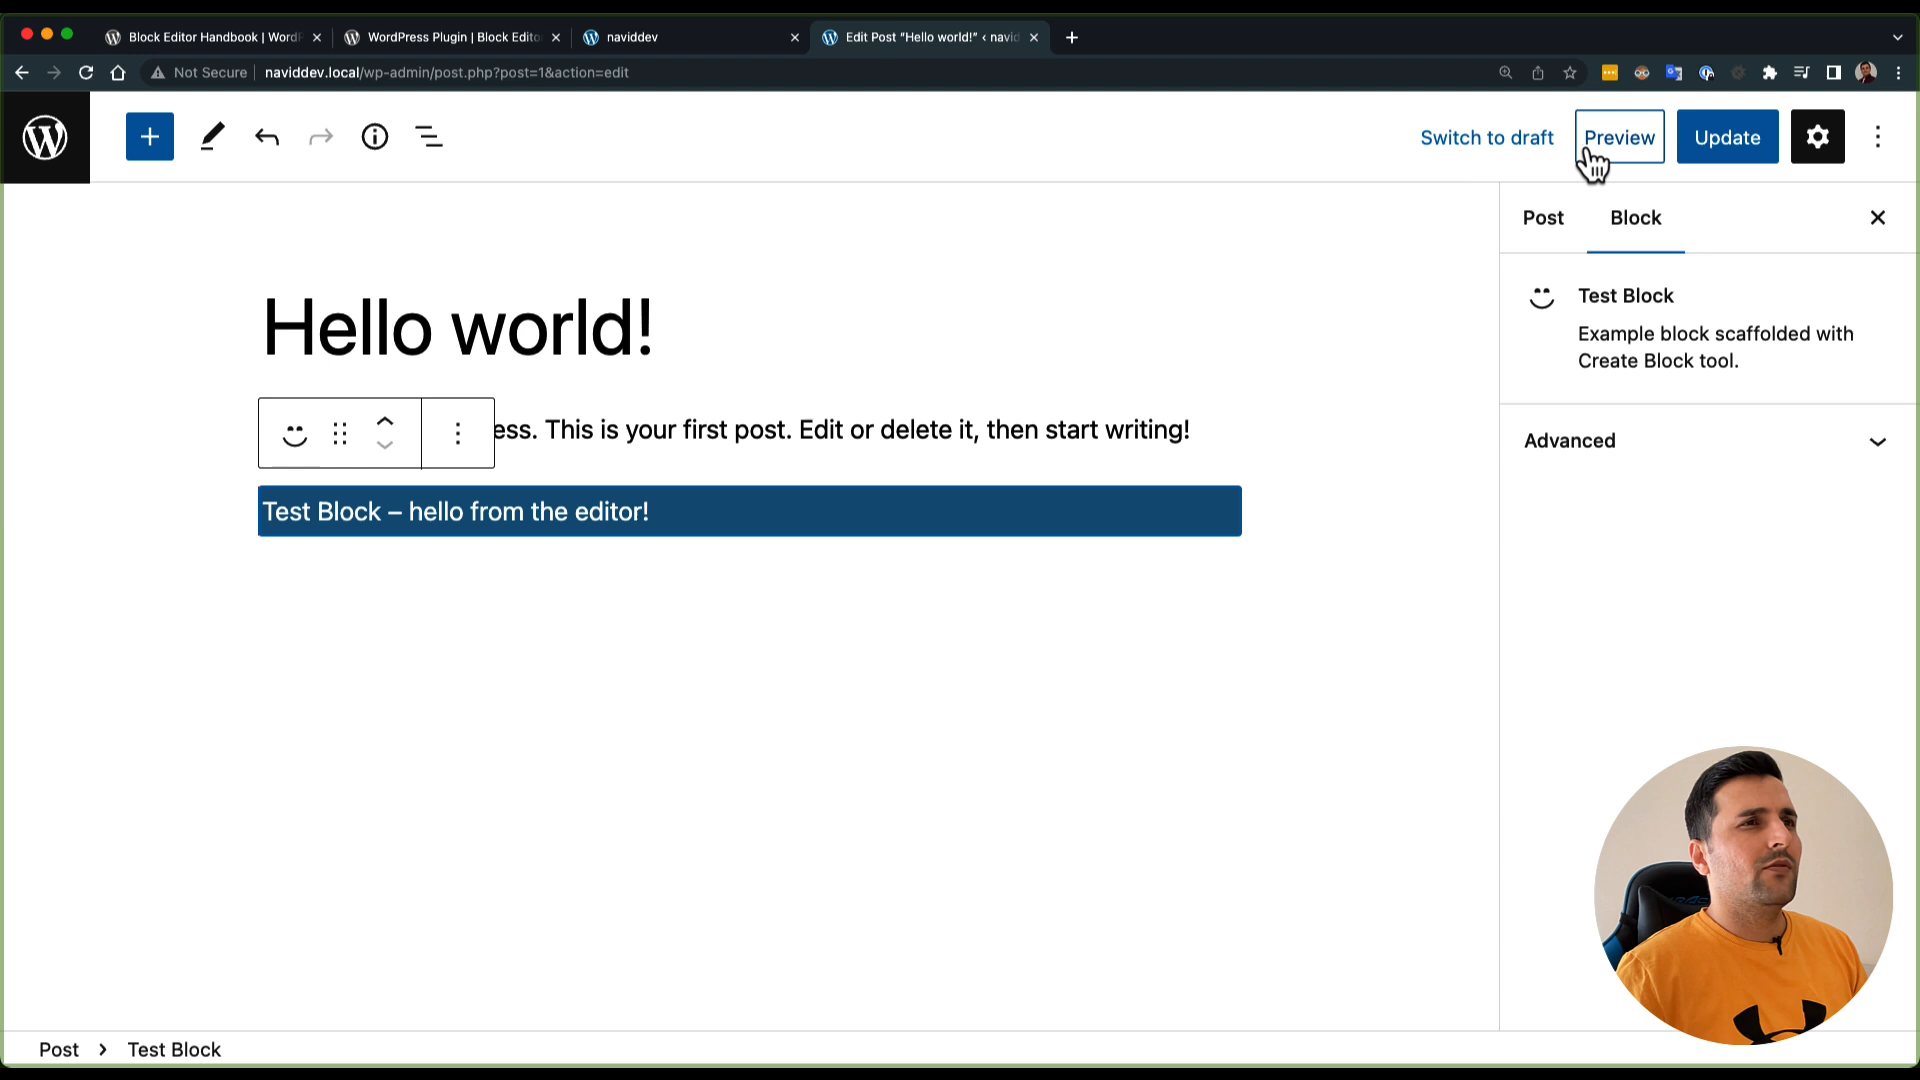 Block Editor Handbook | WordP
WordPress Plugin | Block Edito
naviddev
Edit Post “Hello world!” ‹ navid
Not Secure
naviddev.local/wp-admin/post.php?post=1&action=edit
Switch to draft
Preview
Update
Post
Block
Test Block
Example block scaffolded with
Create Block tool.
Advanced
Hello world!
ess. This is your first post. Edit or delete it, then start writing!
Test Block – hello from the editor!
Post
Test Block